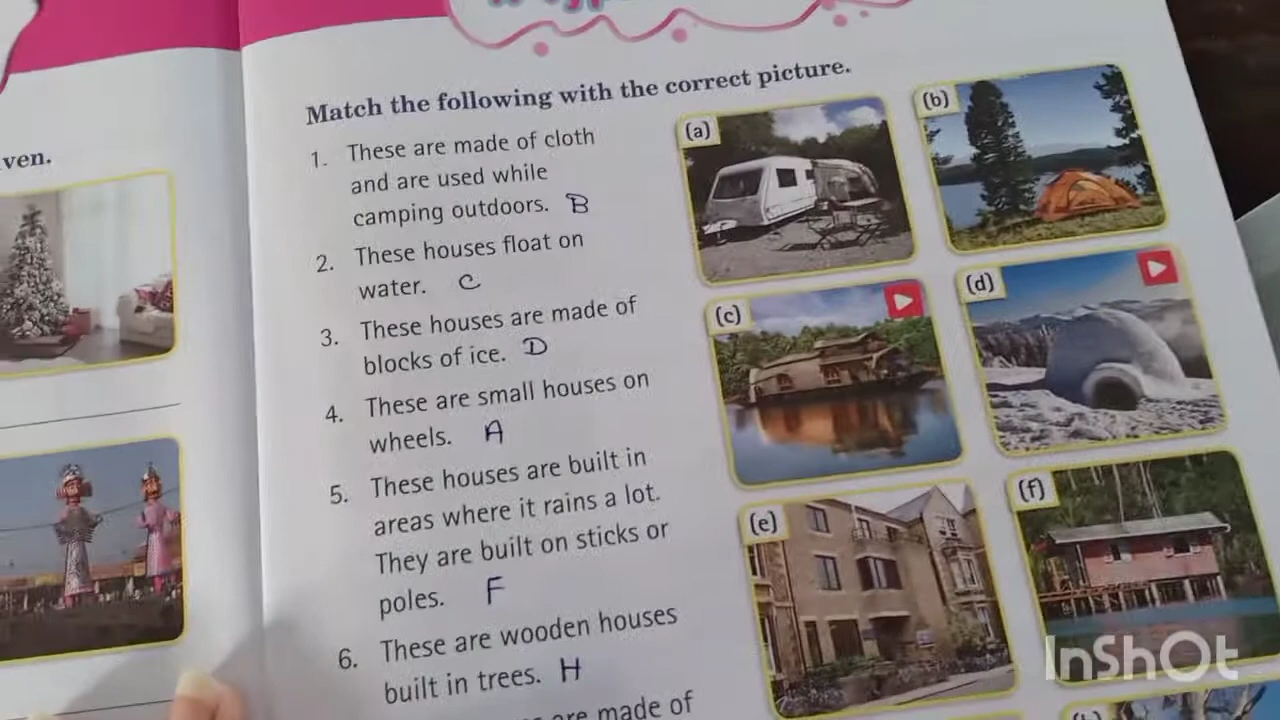 iven.
Match the following with the correct picture.
1. These are made of cloth
and are used while
camping outdoors. B
2. These houses float on
water. C
3. These houses are made of
blocks of ice. D
4. These are small houses on
wheels. A
5. These houses are built in
areas where it rains a lot.
They are built on sticks or
poles. F
6. These are wooden houses
built in trees. H
are made of
(a)
(b)
(c)
(d)
(e)
(f)
InShOt